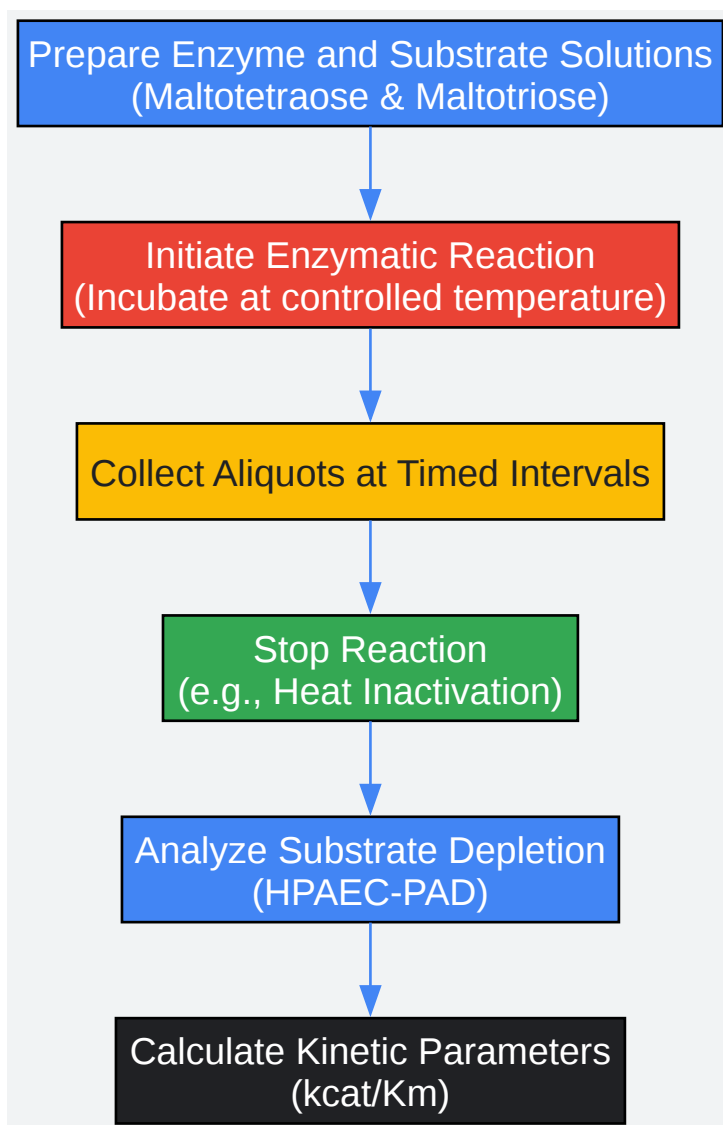 Prepare Enzyme and Substrate Solutions
(Maltotetraose & Maltotriose)
Initiate Enzymatic Reaction
(Incubate at controlled temperature)
Collect Aliquots at Timed Intervals
Stop Reaction
(e.g., Heat Inactivation)
Analyze Substrate Depletion
(HPAEC-PAD)
Calculate Kinetic Parameters
(kcat/Km)